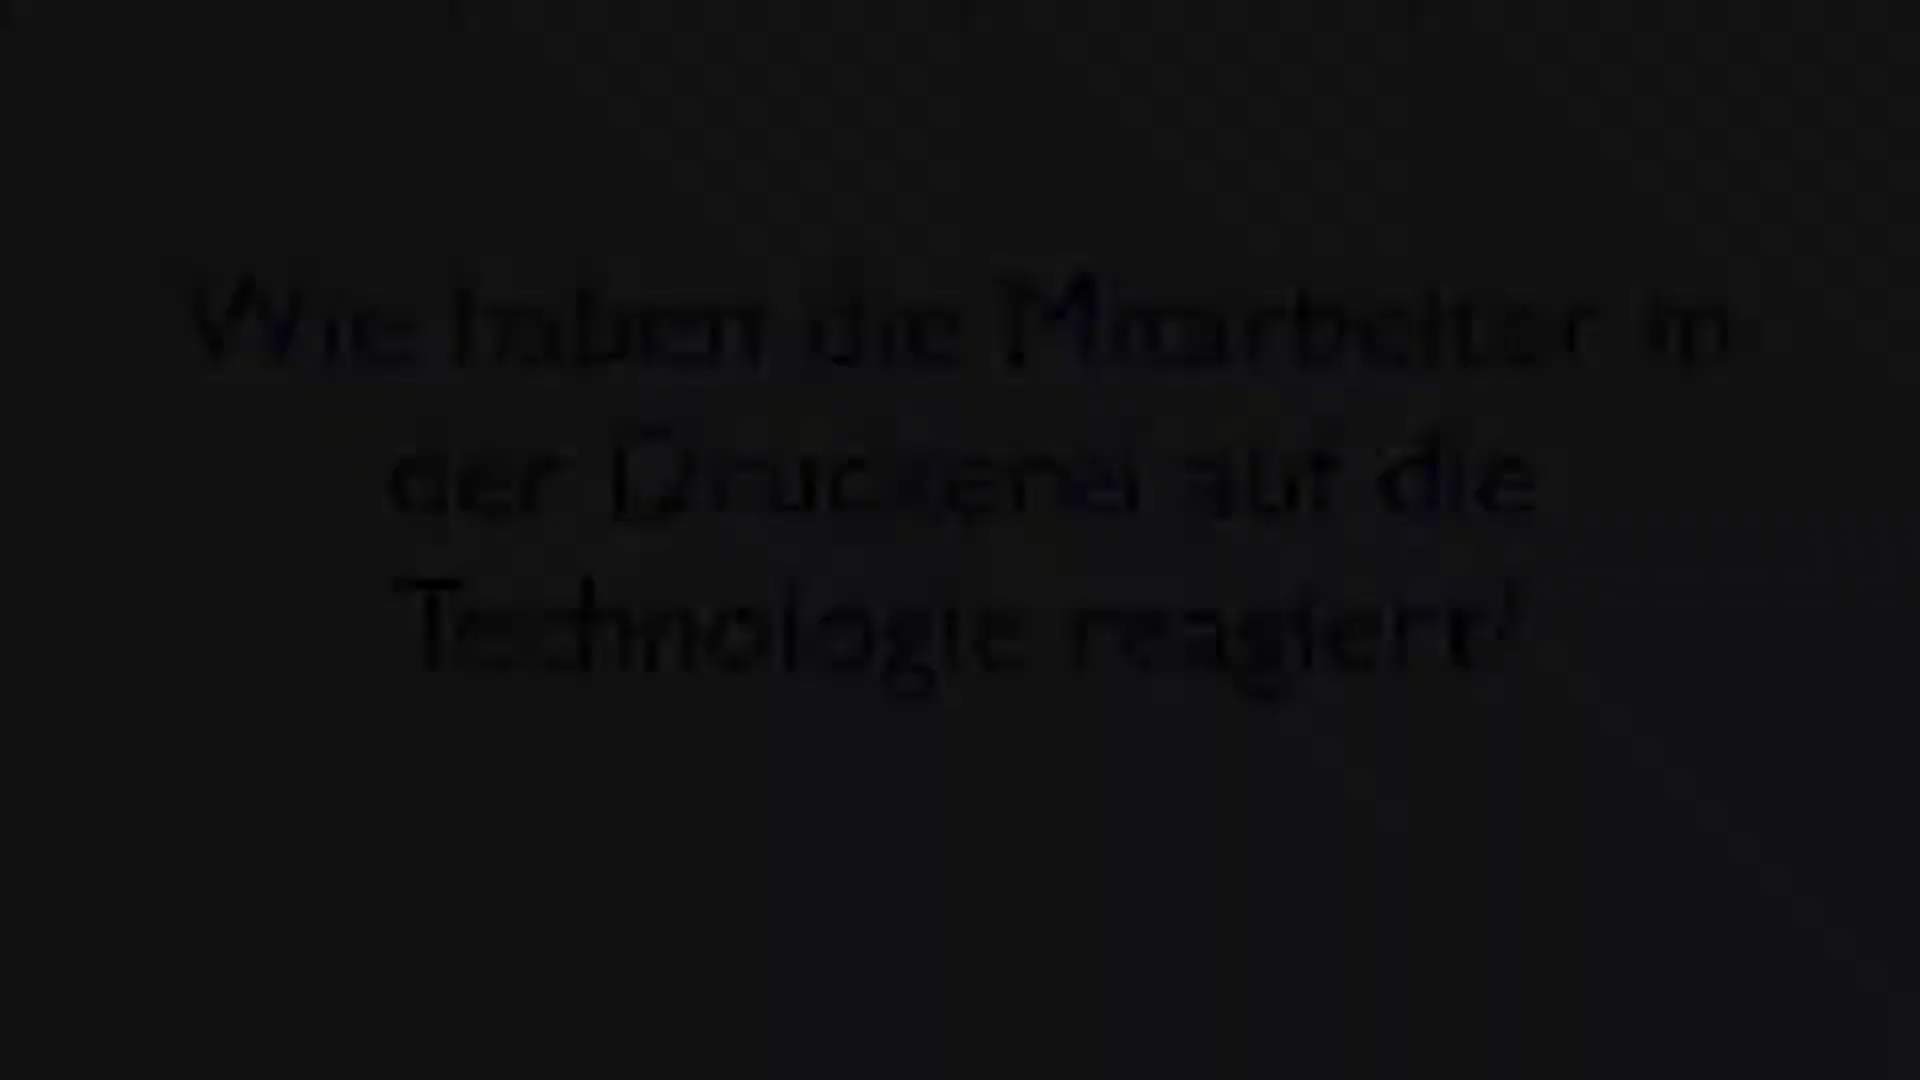 Wie haben die Mitarbeiter in
der Druckerei auf die
Technologie reagiert?